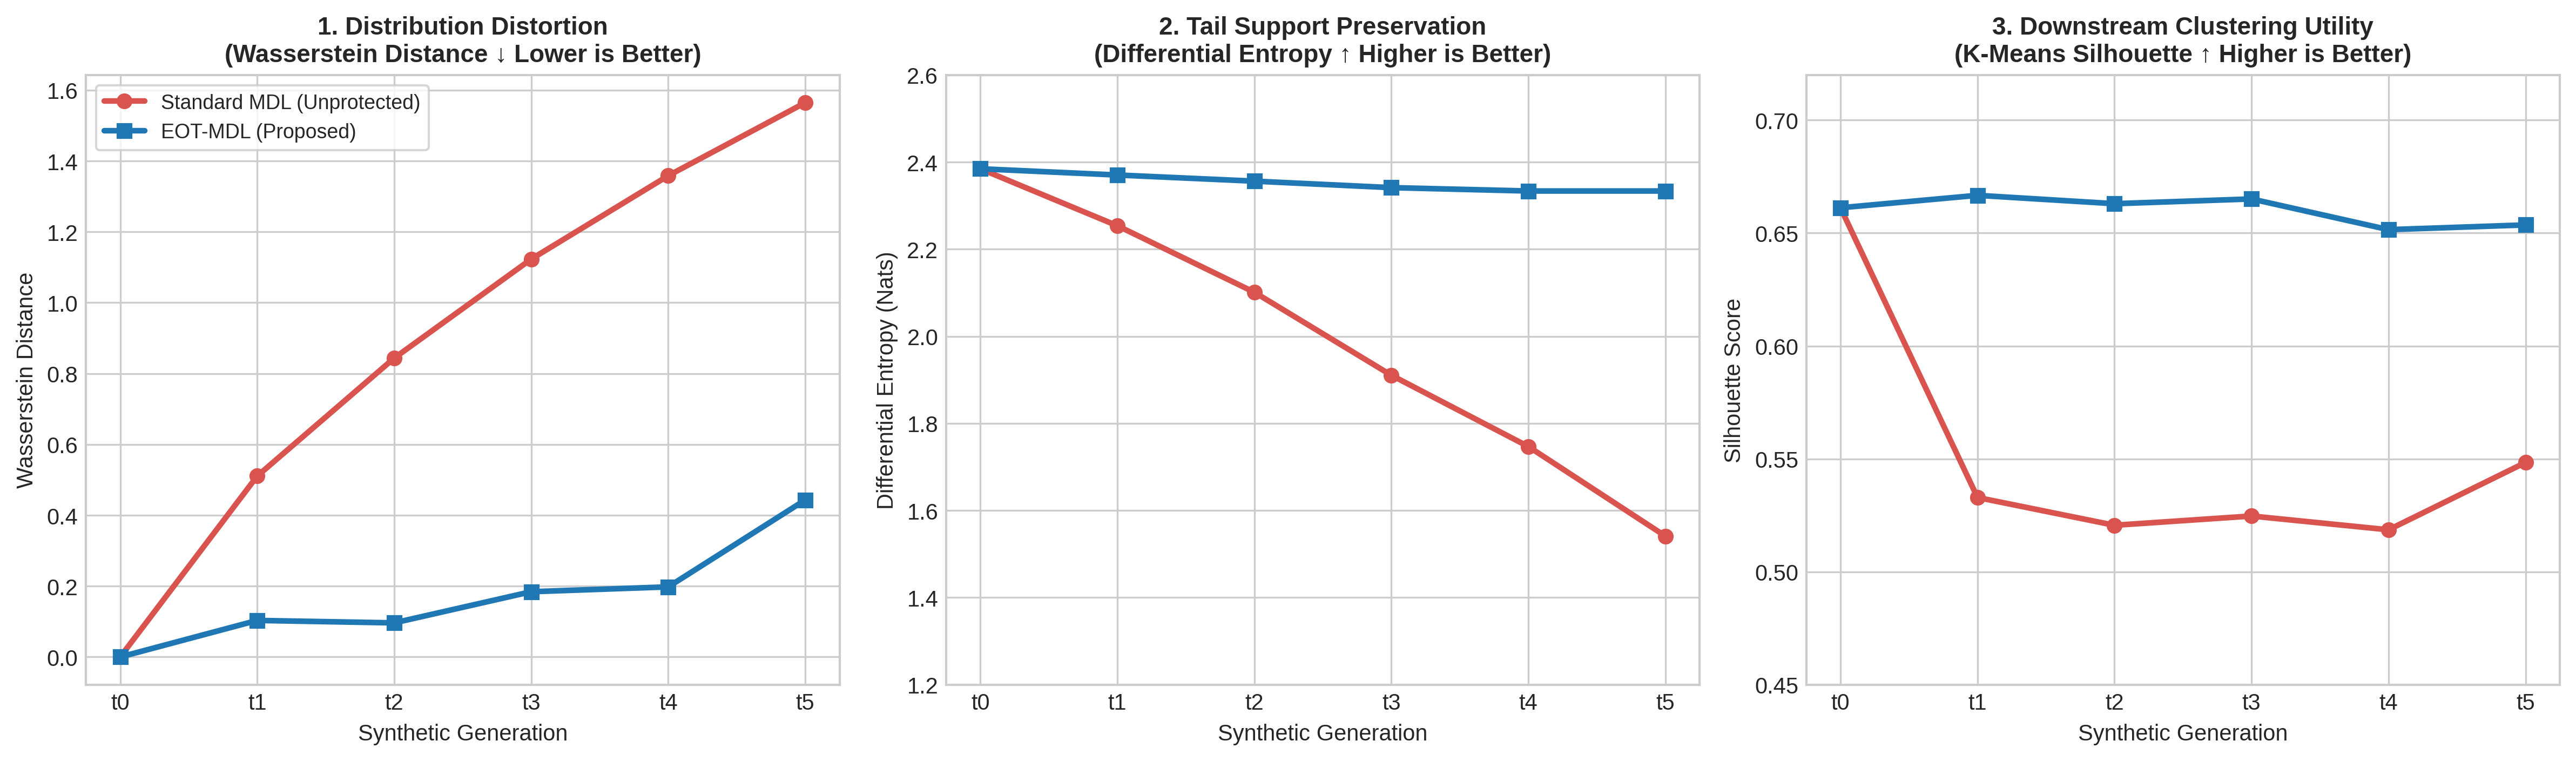 1. Distribution Distortion
(Wasserstein Distance ↓ Lower is Better)
Wasserstein Distance
1.6
1.4
1.2
1.0
0.8
0.6
0.4
0.2
0.0
Standard MDL (Unprotected)
EOT-MDL (Proposed)
t0
t1
t2
t3
t4
t5
Synthetic Generation
2. Tail Support Preservation
(Differential Entropy ↑ Higher is Better)
Differential Entropy (Nats)
2.6
2.4
2.2
2.0
1.8
1.6
1.4
1.2
t0
t1
t2
t3
t4
t5
Synthetic Generation
3. Downstream Clustering Utility
(K-Means Silhouette ↑ Higher is Better)
Silhouette Score
0.70
0.65
0.60
0.55
0.50
0.45
t0
t1
t2
t3
t4
t5
Synthetic Generation